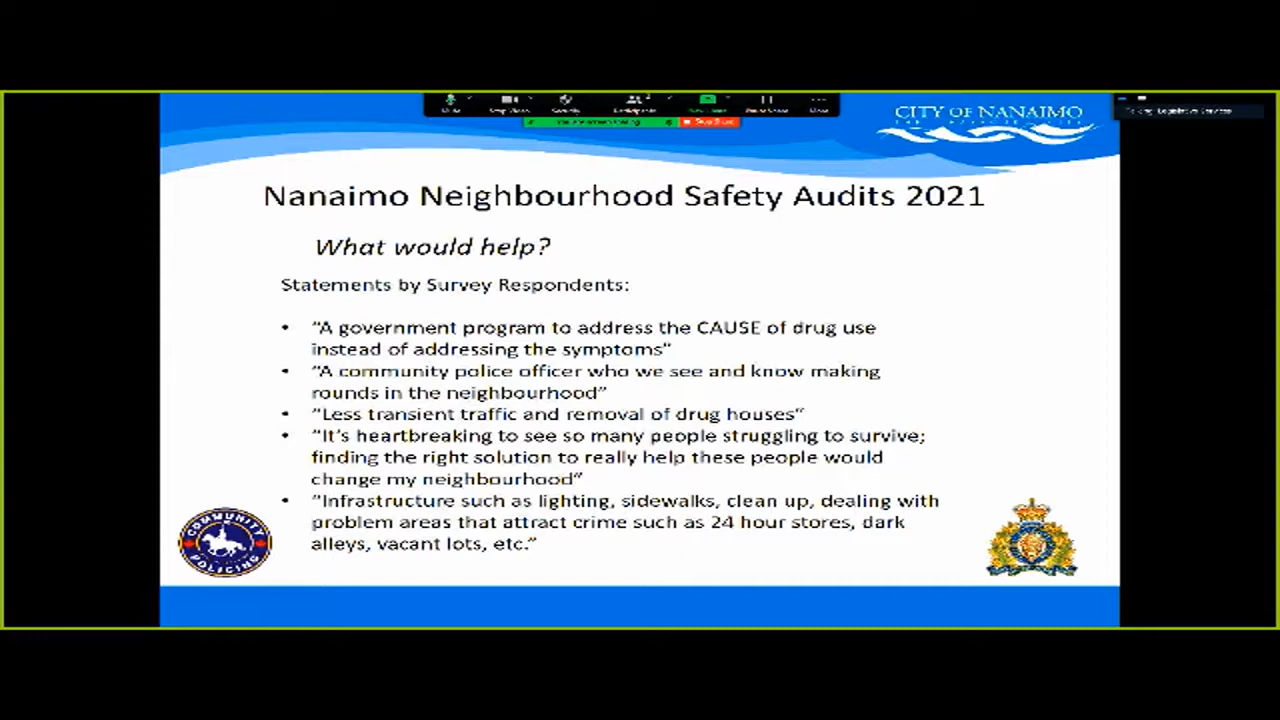 CITY OF NANAIMO
Nanaimo Neighbourhood Safety Audits 2021
What would help?
Statements by Survey Respondents:
• "A government program to address the CAUSE of drug use
instead of addressing the symptoms"
• "A community police officer who we see and know making
rounds in the neighbourhood"
• "Less transient traffic and removal of drug houses"
• "It's heartbreaking to see so many people struggling to survive;
finding the right solution to really help these people would
change my neighbourhood"
• "Infrastructure such as lighting, sidewalks, clean up, dealing with
problem areas that attract crime such as 24 hour stores, dark
alleys, vacant lots, etc."
COMMUNITY
POLICING